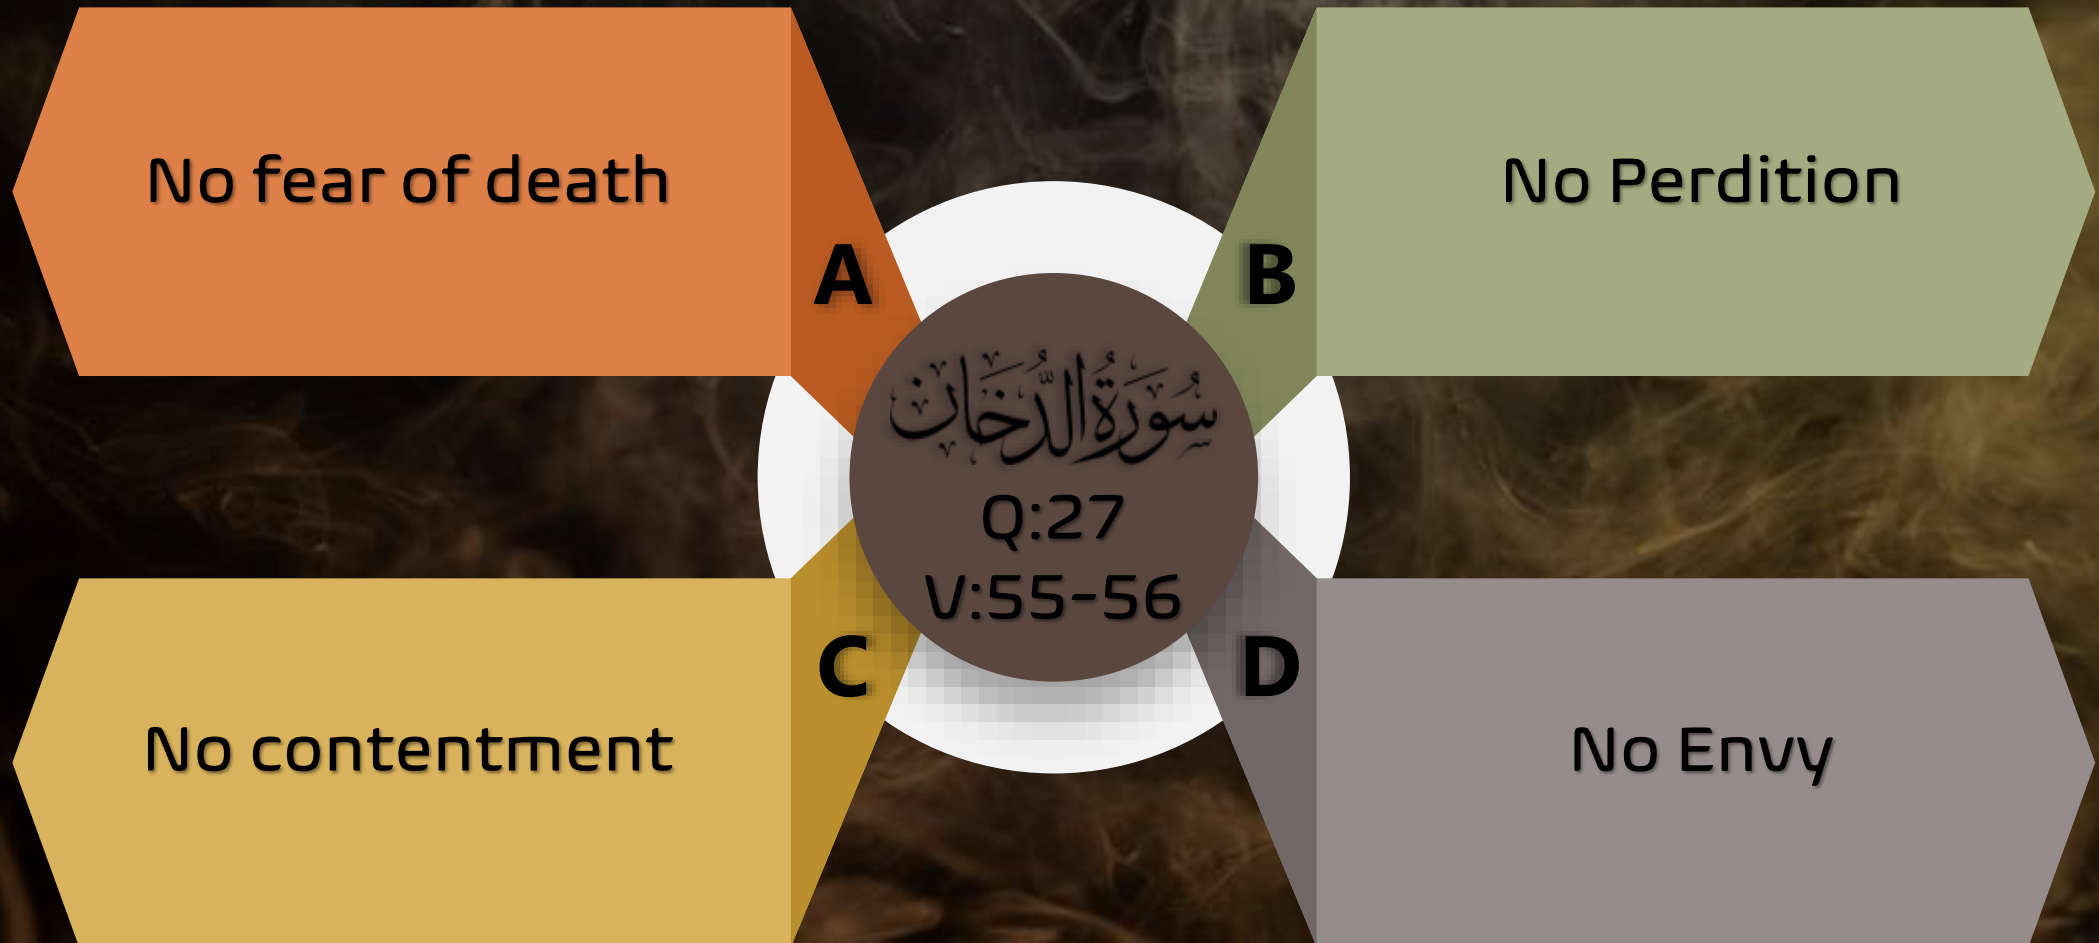 No fear of death
No Perdition
A
B
سُورَةُ الدُّخَانِ
Q:27
V:55-56
C
D
No contentment
No Envy